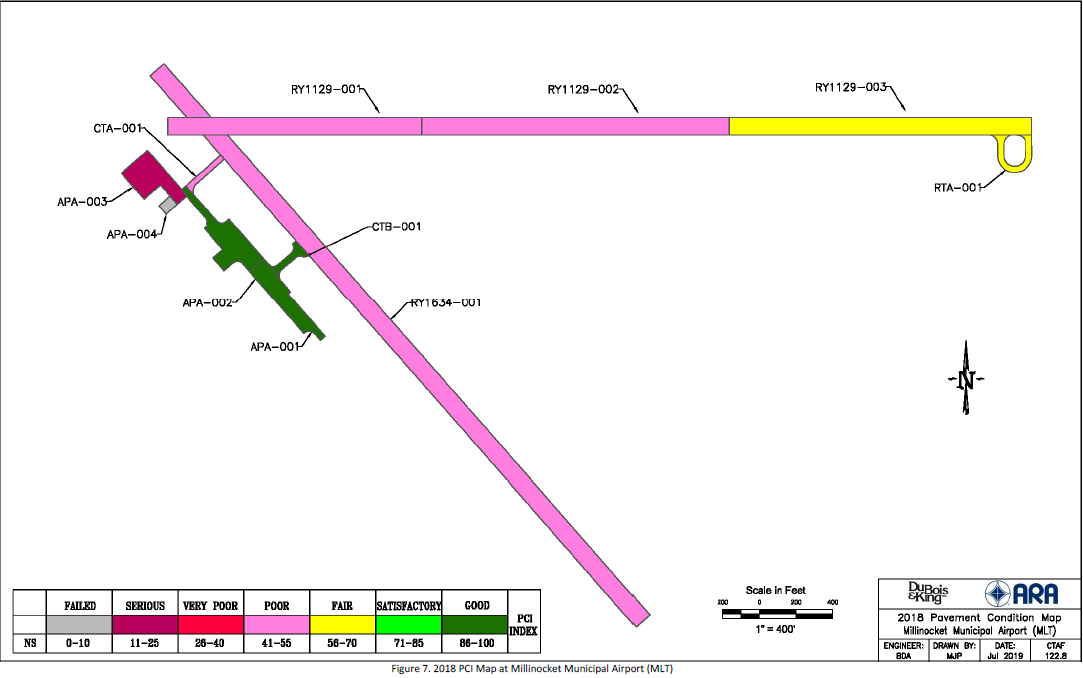 RY1129-001
RY1129-002
RY1129-003
CTA-001
APA-003
APA-004
RTA-001
CTB-001
APA-002
RY1634-001
APA-001
N
FAILED SERIOUS VERY POOR POOR FAIR SATISFACTORY GOOD PCI INDEX
NS 0-10 11-25 26-40 41-55 56-70 71-85 86-100
Scale in Feet
200 0 200 400
1" = 400'
DuBois & King
ARA
2018 Pavement Condition Map
Millinocket Municipal Airport (MLT)
ENGINEER: DRAWN BY: DATE: CTAF
BDA MJP Jul 2019 122.8
Figure 7. 2018 PCI Map at Millinocket Municipal Airport (MLT)